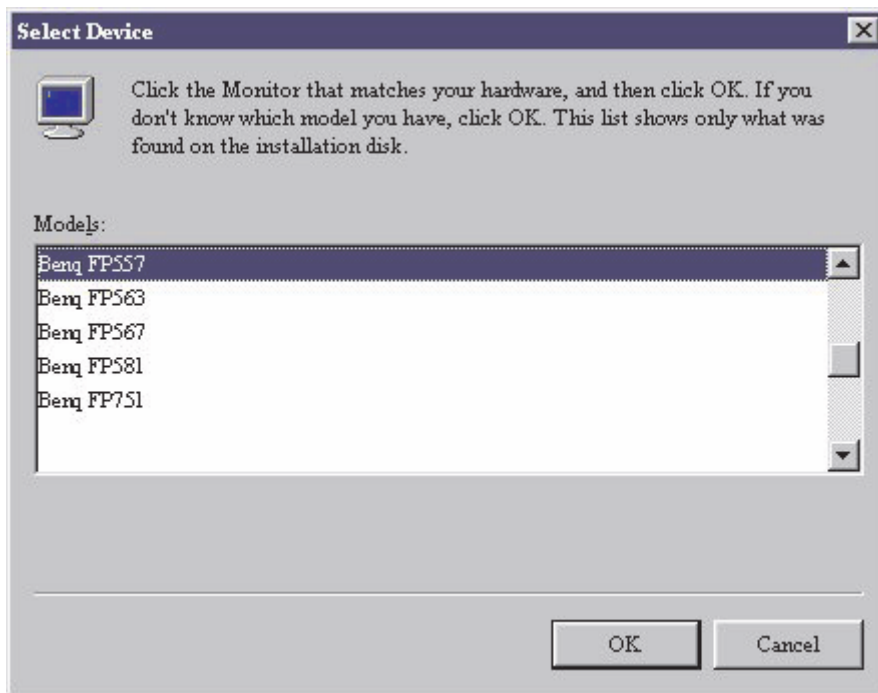 Select Device
Click the Monitor that matches your hardware, and then click OK. If you
don't know which model you have, click OK. This list shows only what was
found on the installation disk.
Models:
Benq FP557
Benq FP563
Benq FP567
Benq FP581
Benq FP751
OK
Cancel